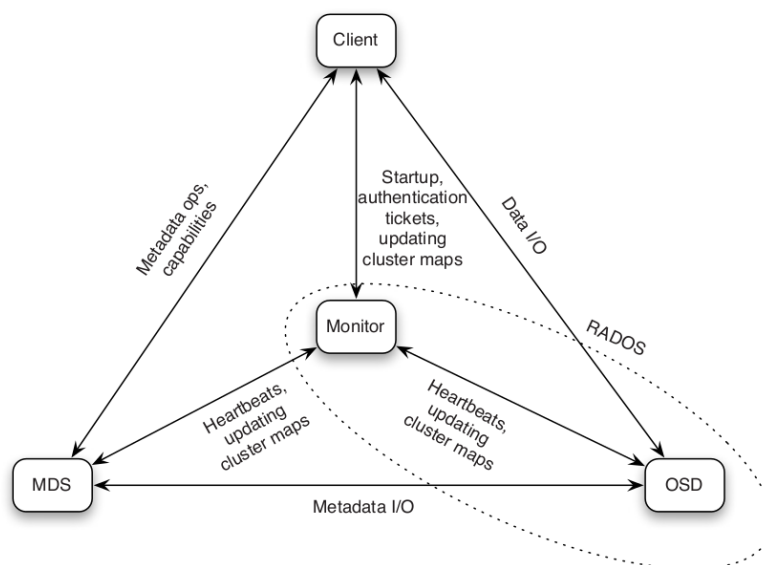 Client
Metadata ops,
capabilities
Startup,
authentication
tickets,
updating
cluster maps
Data I/O
Monitor
RADOS
Heartbeats,
updating
cluster maps
Heartbeats,
updating
cluster maps
MDS
OSD
Metadata I/O